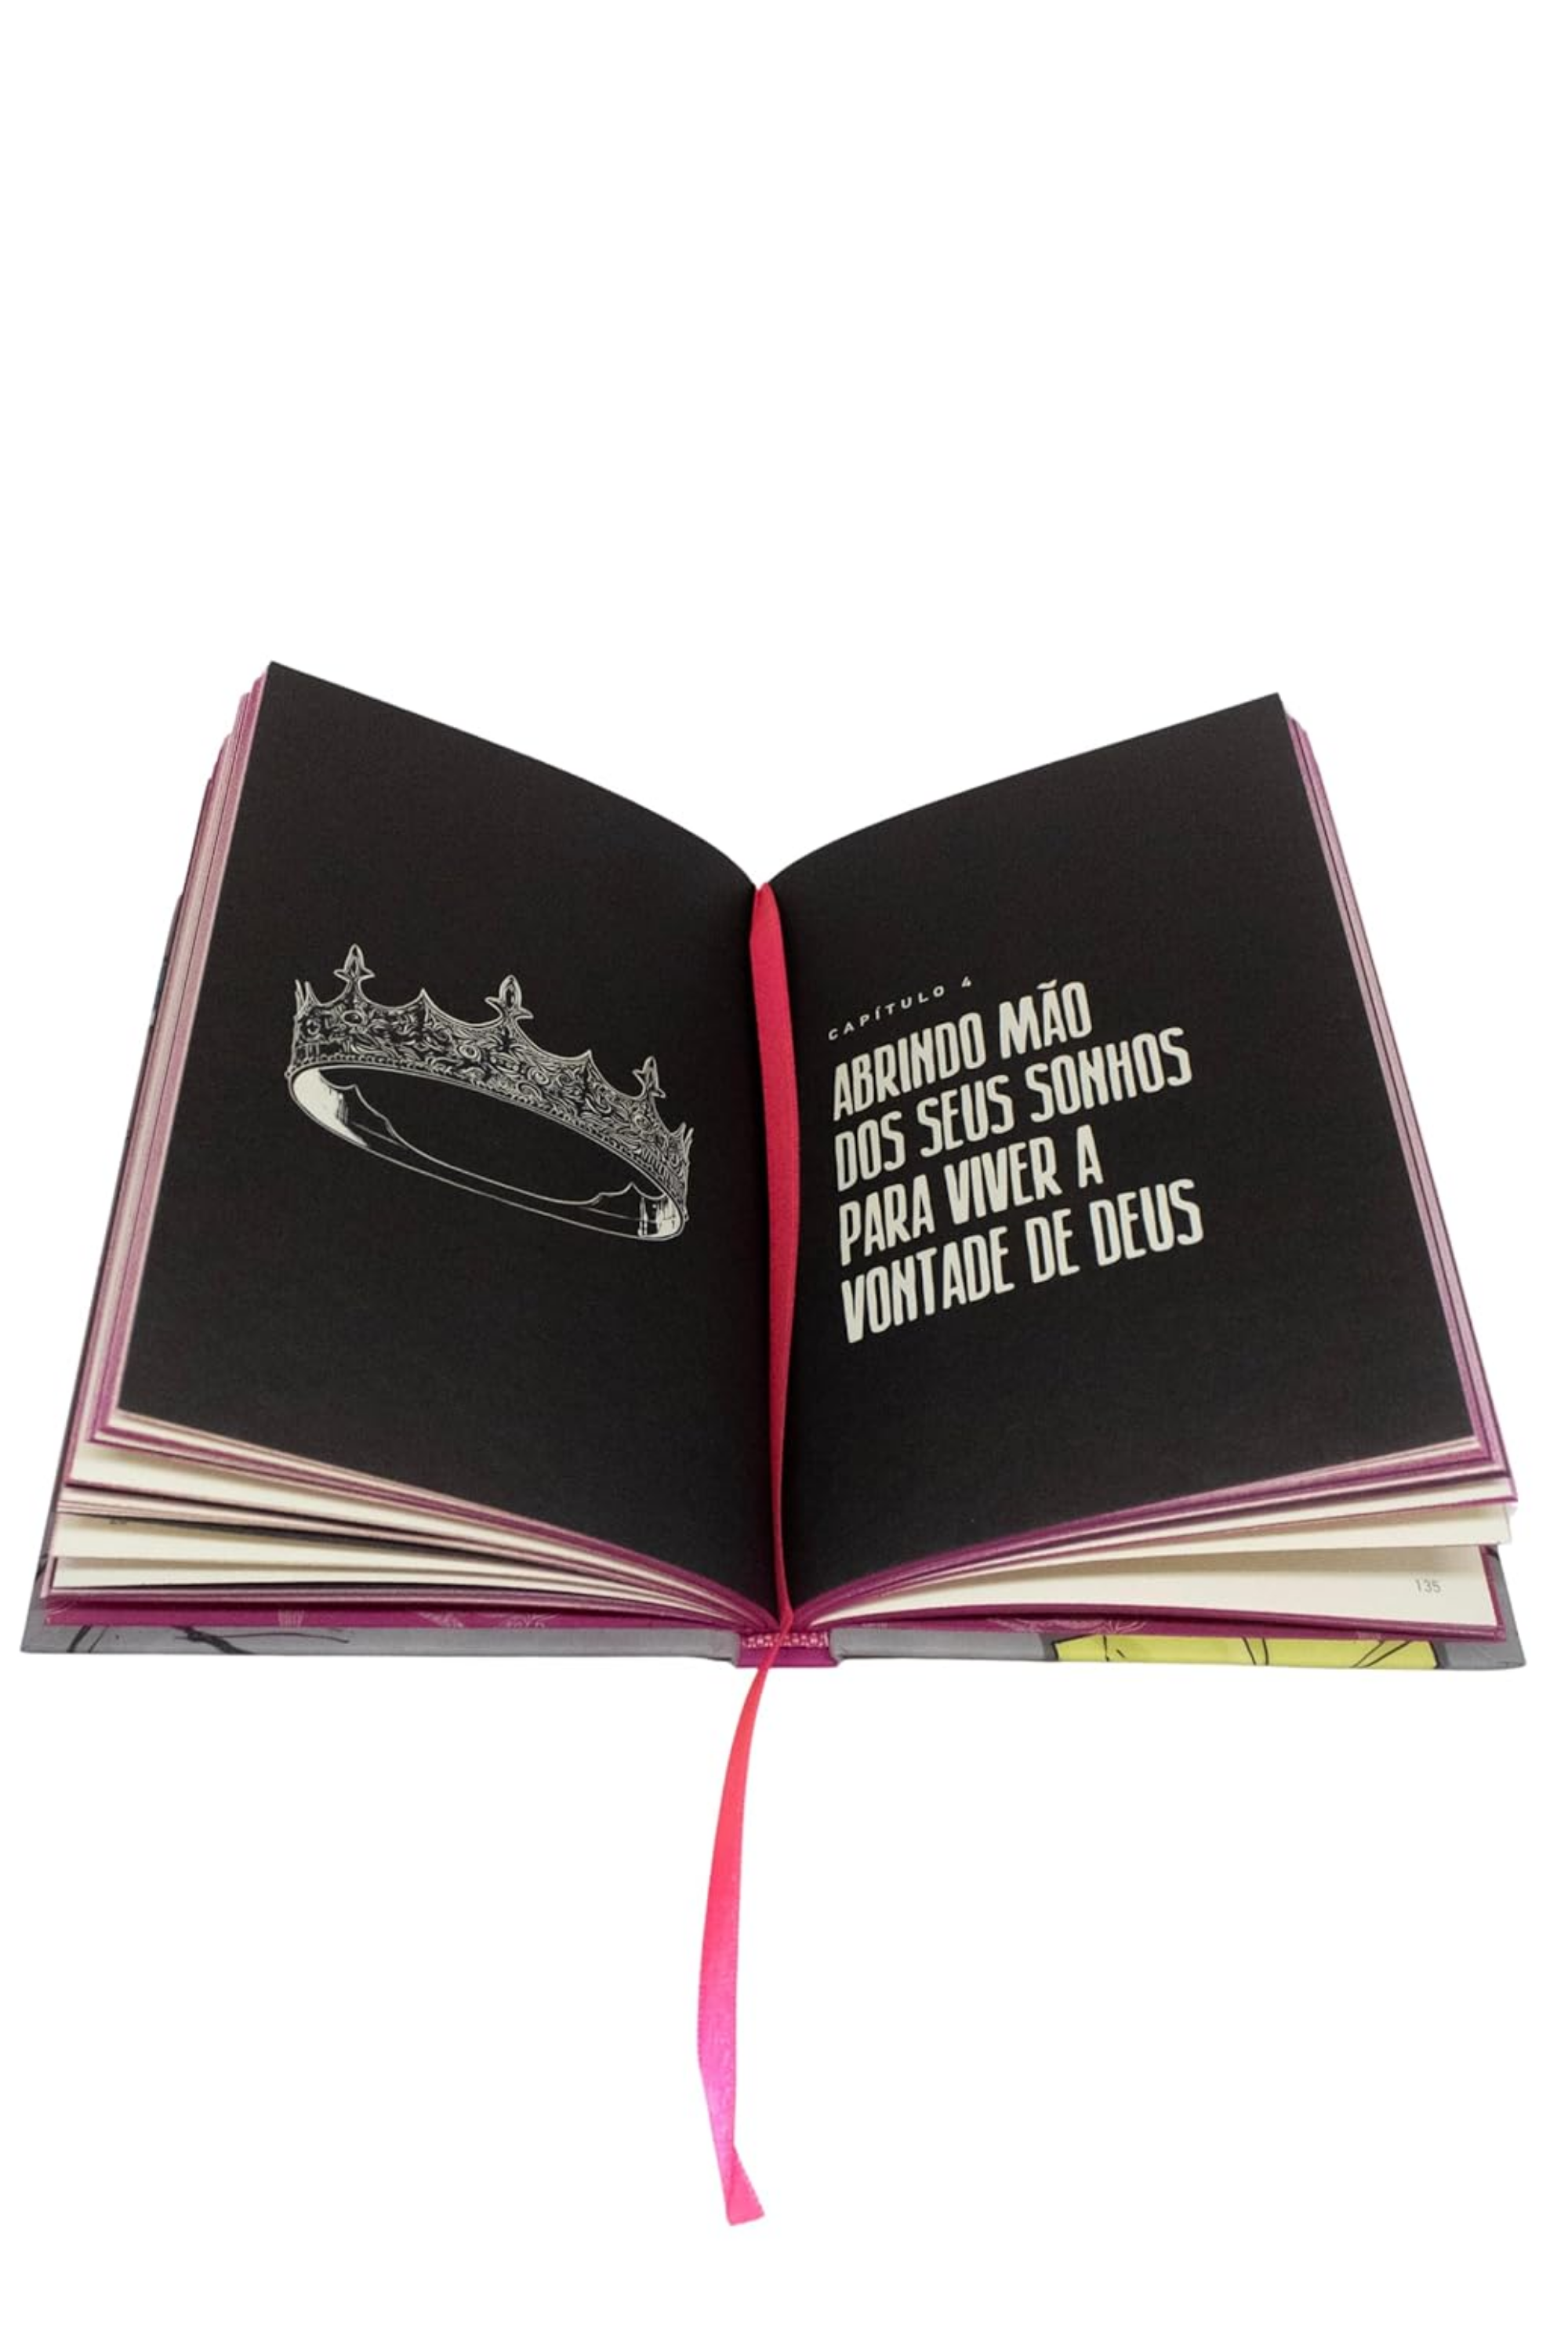 CAPÍTULO 4
ABRINDO MÃO
DOS SEUS SONHOS
PARA VIVER A
VONTADE DE DEUS
135